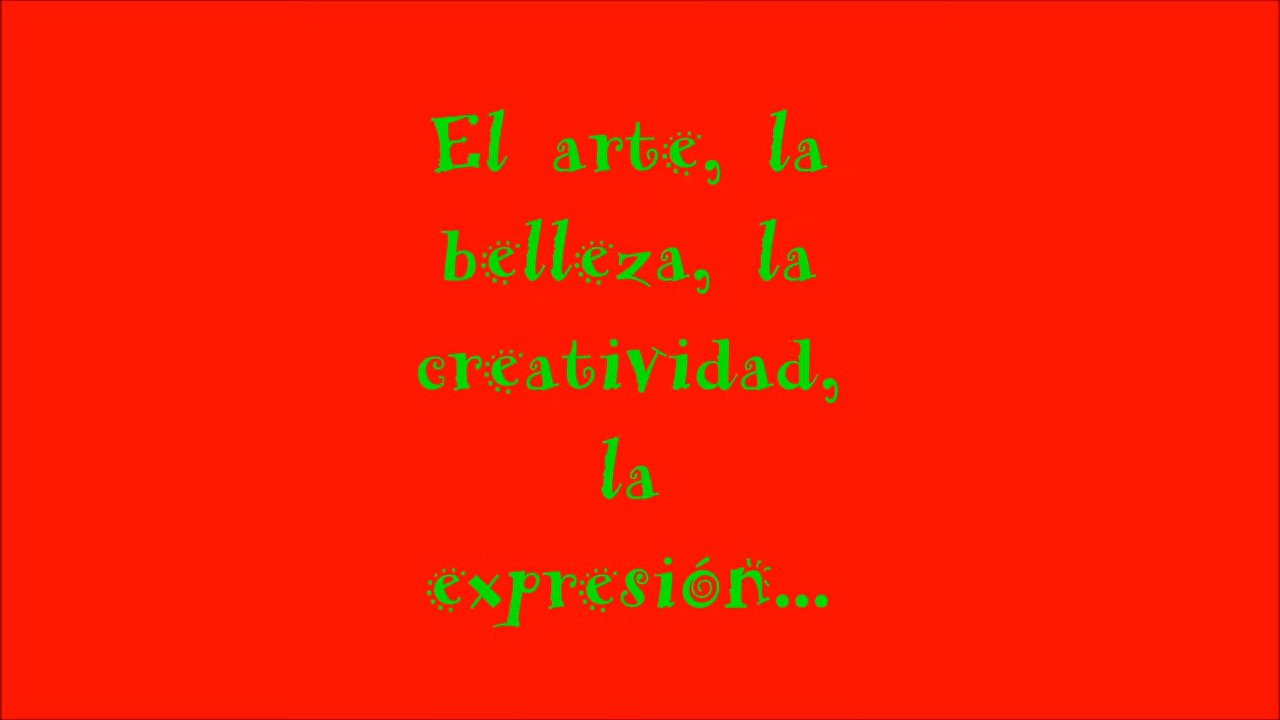 El arte, la
belleza, la
creatividad,
la
expresión...